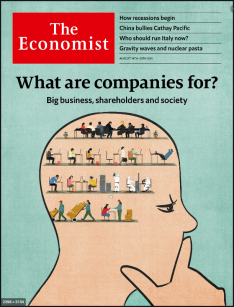 The
Economist
How recessions begin
China bullies Cathay Pacific
Who should run Italy now?
Gravity waves and nuclear pasta
What are companies for?
Big business, shareholders and society